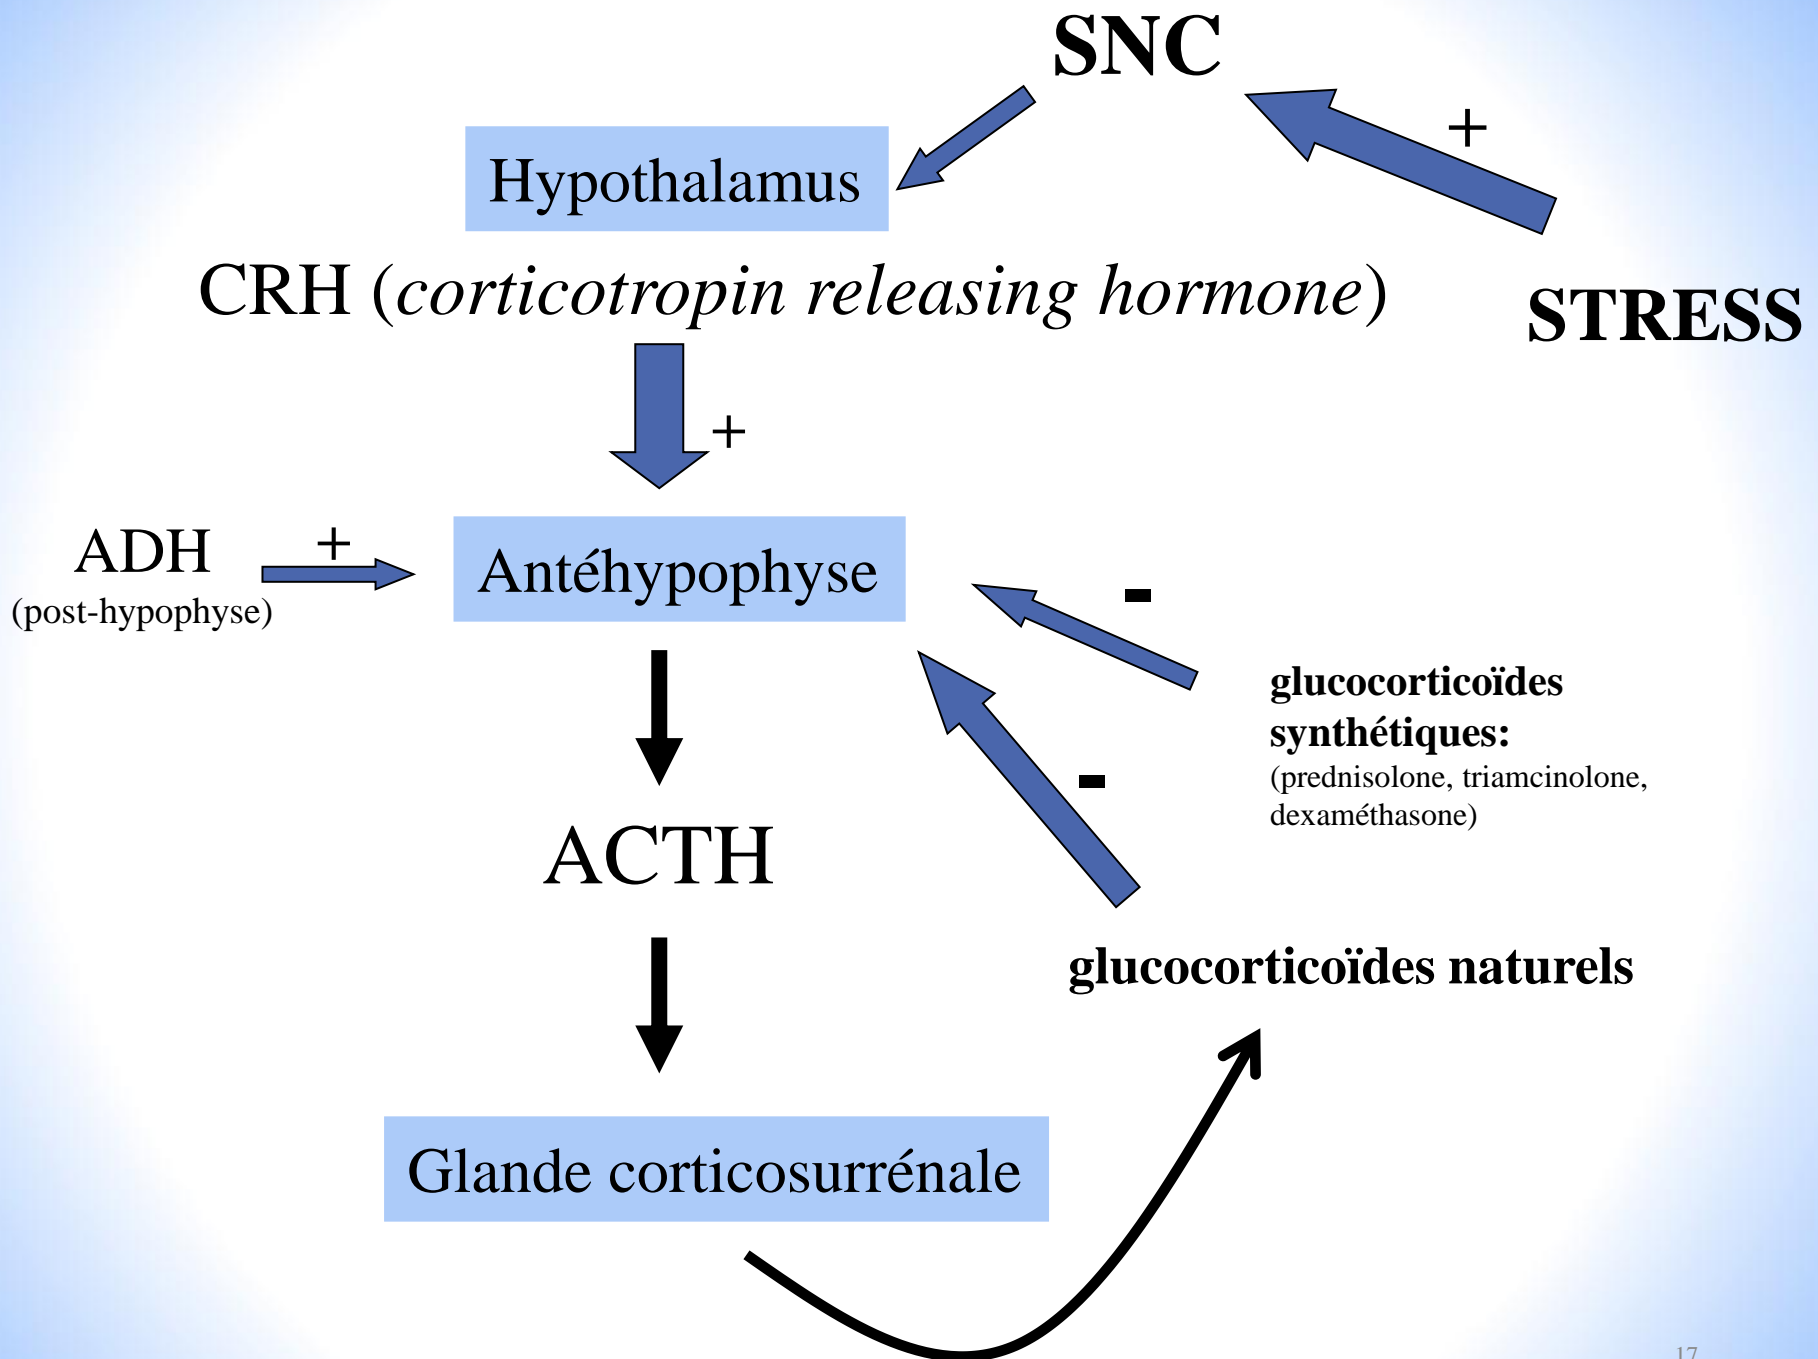 SNC
+
Hypothalamus
CRH (corticotropin releasing hormone)
STRESS
+
ADH
+
(post-hypophyse)
Antéhypophyse
-
glucocorticoïdes
synthétiques:
(prednisolone, triamcinolone,
dexaméthasone)
-
ACTH
glucocorticoïdes naturels
Glande corticosurrénale
17